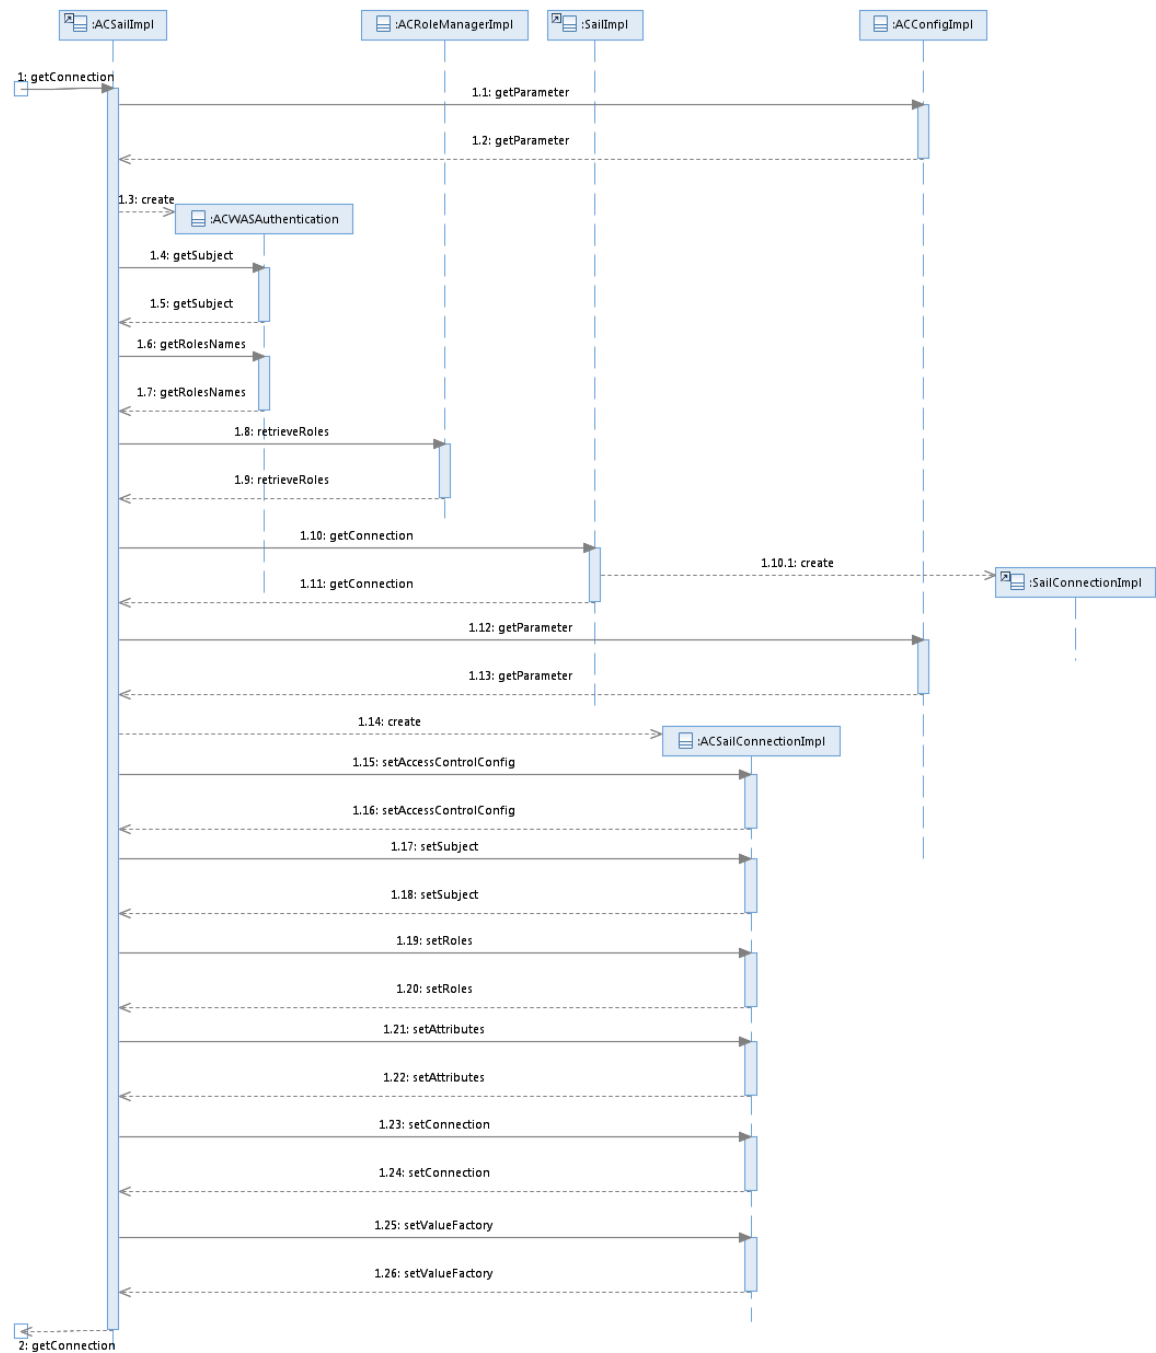 :ACSailImpl
:ACRoleManagerImpl
:SailImpl
:ACConfigImpl
1: getConnection
1.1: getParameter
1.2: getParameter
1.3: create
:ACWASAuthentication
1.4: getSubject
1.5: getSubject
1.6: getRolesNames
1.7: getRolesNames
1.8: retrieveRoles
1.9: retrieveRoles
1.10: getConnection
1.10.1: create
:SailConnectionImpl
1.11: getConnection
1.12: getParameter
1.13: getParameter
1.14: create
:ACSailConnectionImpl
1.15: setAccessControlConfig
1.16: setAccessControlConfig
1.17: setSubject
1.18: setSubject
1.19: setRoles
1.20: setRoles
1.21: setAttributes
1.22: setAttributes
1.23: setConnection
1.24: setConnection
1.25: setValueFactory
1.26: setValueFactory
2: getConnection